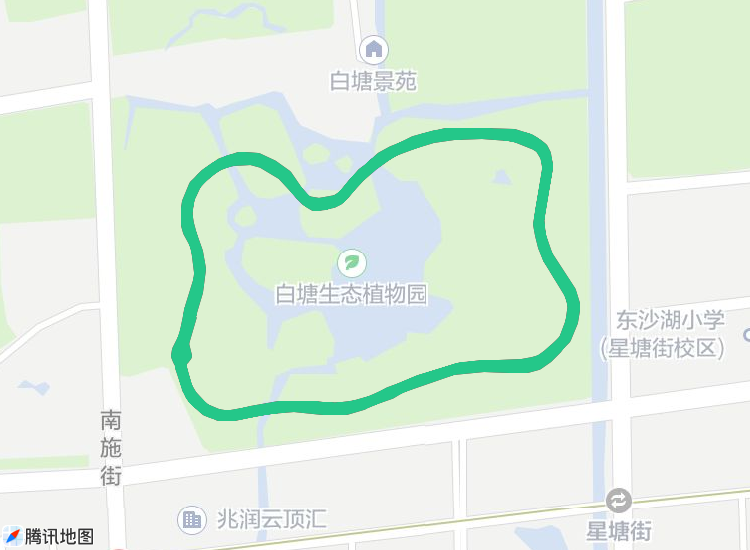 白塘景苑
白塘生态植物园
东沙湖小学
(星塘街校区)
南施街
兆润云顶汇
星塘街
腾讯地图